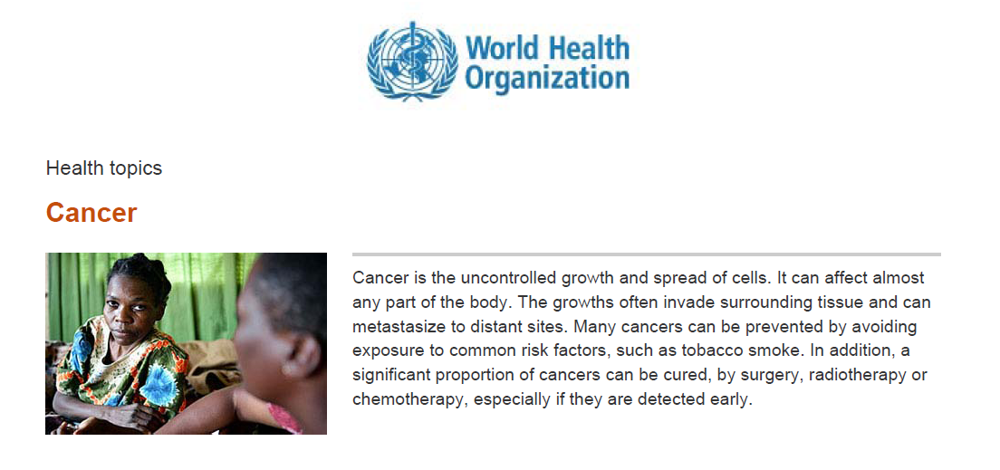 World Health
Organization
Health topics
Cancer
Cancer is the uncontrolled growth and spread of cells. It can affect almost
any part of the body. The growths often invade surrounding tissue and can
metastasize to distant sites. Many cancers can be prevented by avoiding
exposure to common risk factors, such as tobacco smoke. In addition, a
significant proportion of cancers can be cured, by surgery, radiotherapy or
chemotherapy, especially if they are detected early.